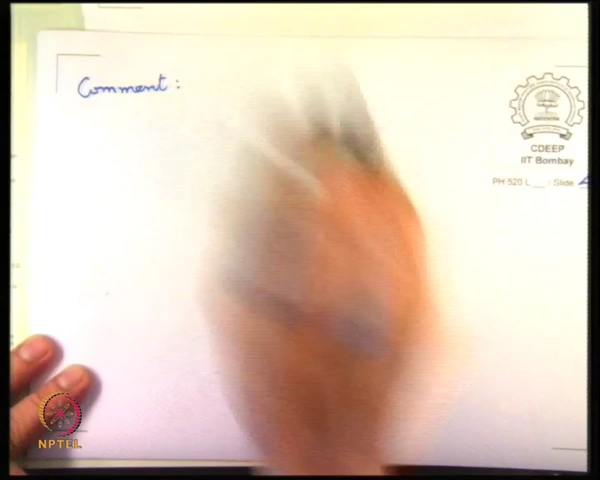 Comment :
CDEEP
IIT Bombay
PH 520 L___: Slide
NPTEL